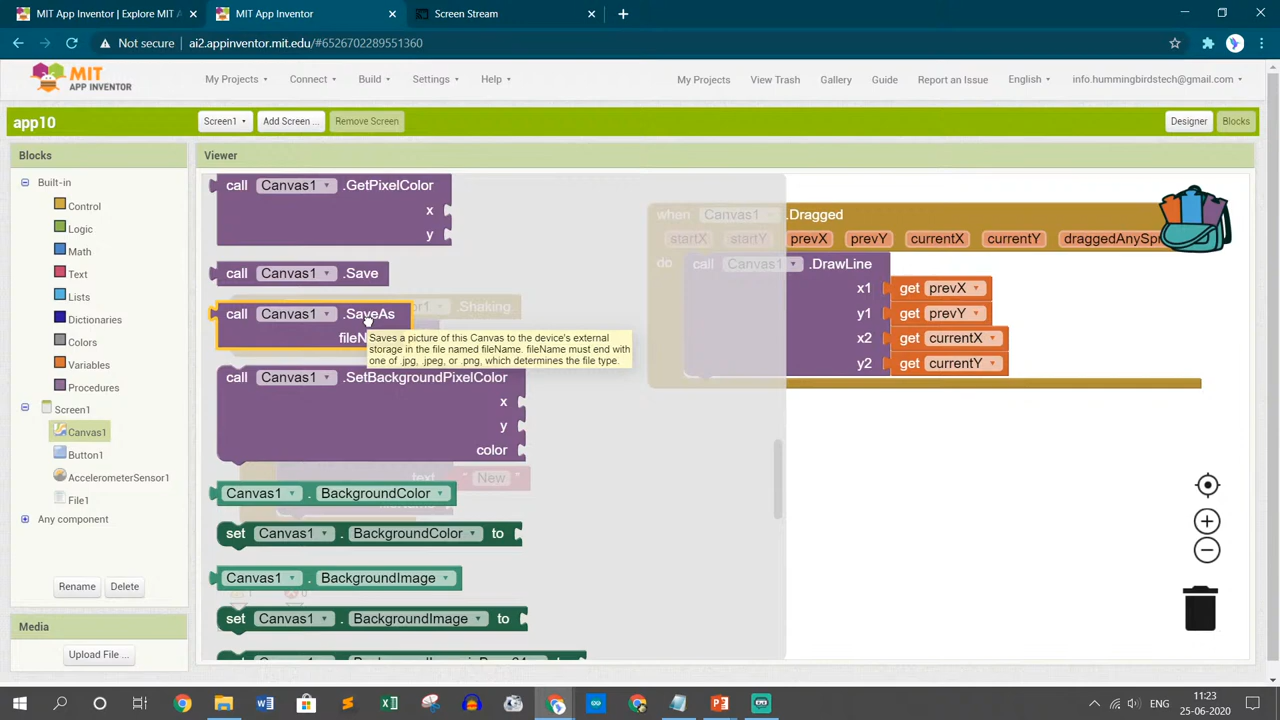 MIT App Inventor | Explore MIT A
MIT App Inventor
Screen Stream
Not secure
ai2.appinventor.mit.edu/#6526702289551360
MIT
APP INVENTOR
My Projects
Connect
Build
Settings
Help
My Projects
View Trash
Gallery
Guide
Report an Issue
English
info.hummingbirdstech@gmail.com
app10
Screen1
Add Screen ...
Remove Screen
Designer
Blocks
Blocks
Viewer
Built-in
Control
Logic
Math
Text
Lists
Dictionaries
Colors
Variables
Procedures
Screen1
Canvas1
Button1
AccelerometerSensor1
File1
Any component
Rename
Delete
Media
Upload File ...
call Canvas1 .GetPixelColor
x
y
call Canvas1 .Save
call Canvas1 .SaveAs
Saves a picture of this Canvas to the device's external
storage in the file named fileName. fileName must end with
one of .jpg, .jpeg, or .png, which determines the file type.
call Canvas1 .SetBackgroundPixelColor
x
y
color
Canvas1 . BackgroundColor
set Canvas1 . BackgroundColor to
Canvas1 . BackgroundImage
set Canvas1 . BackgroundImage to
.Shaking
text
" New "
when Canvas1 .Dragged
startX startY prevX prevY currentX currentY
do call Canvas1 .DrawLine
x1 get prevX
y1 get prevY
x2 get currentX
y2 get currentY
ENG
11:23
25-06-2020